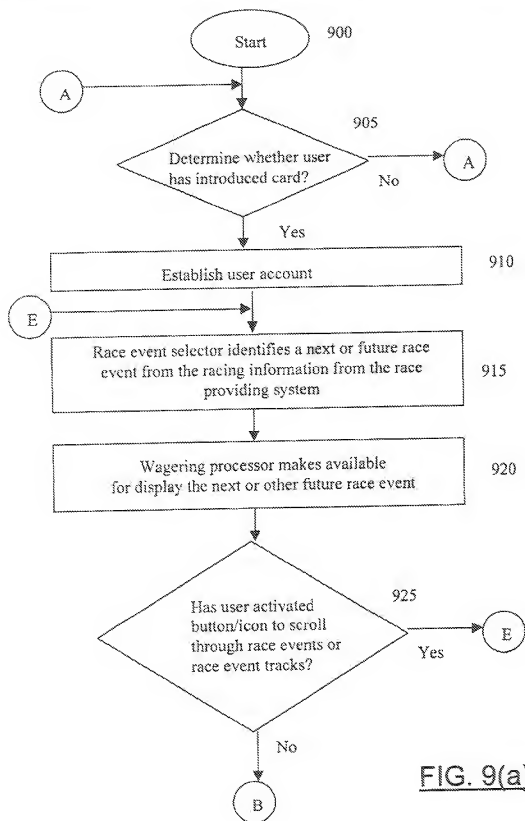 Start
900
A
905
Determine whether user
has introduced card?
No
A
Yes
Establish user account
910
E
Race event selector identifies a next or future race
event from the racing information from the race
providing system
915
Wagering processor makes available
for display the next or other future race event
920
925
Has user activated
button/icon to scroll
through race events or
race event tracks?
Yes
E
No
B
FIG. 9(a)